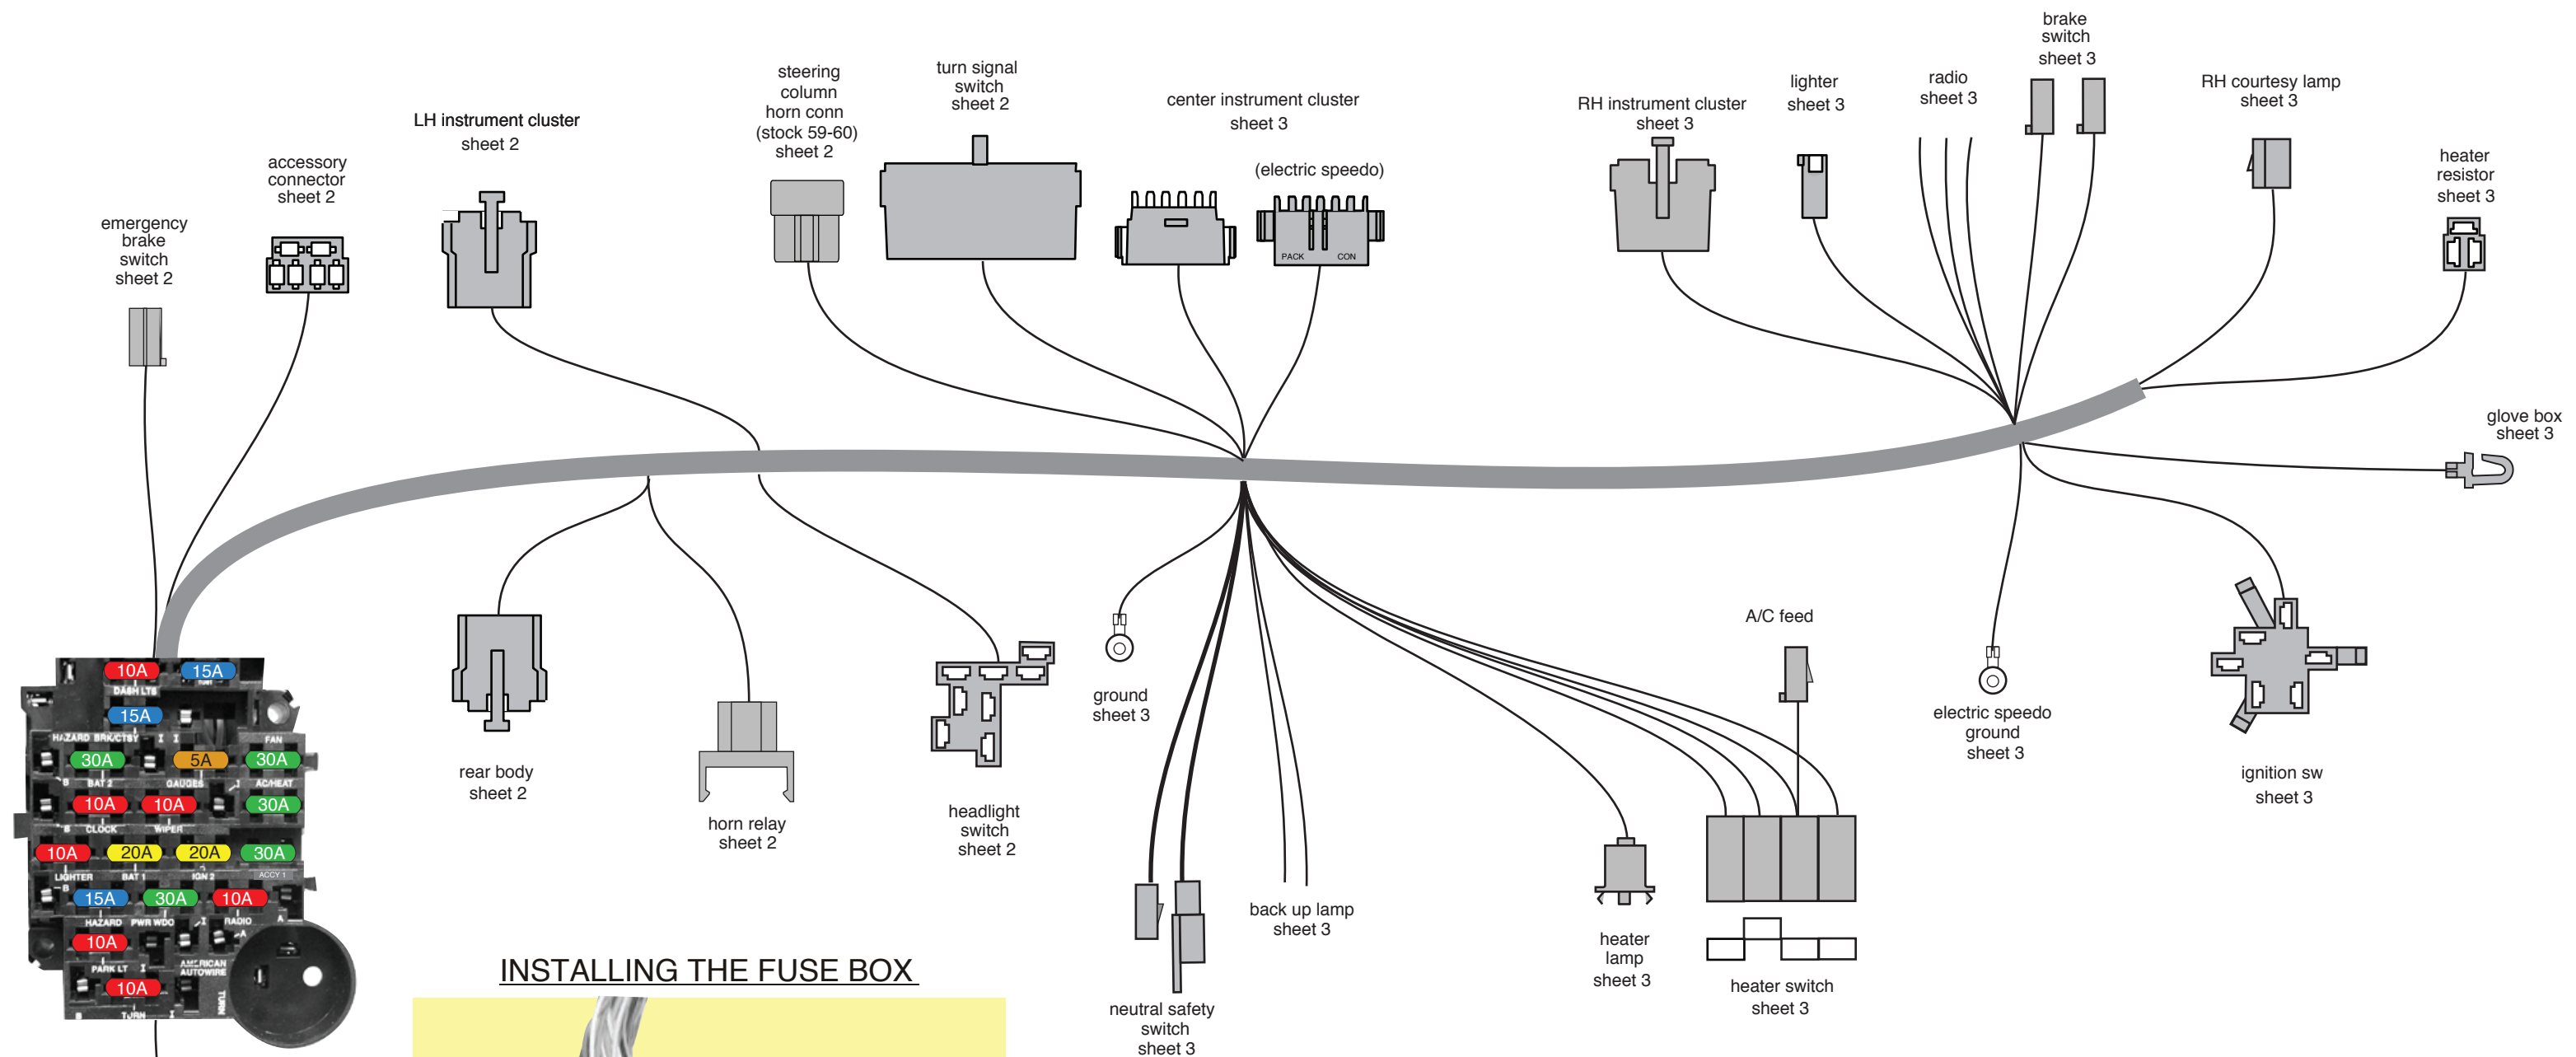 brake
switch
sheet 3
steering
column
horn conn
(stock 59-60)
sheet 2
turn signal
switch
sheet 2
center instrument cluster
sheet 3
(electric speedo)
RH instrument cluster
sheet 3
lighter
sheet 3
radio
sheet 3
RH courtesy lamp
sheet 3
heater
resistor
sheet 3
LH instrument cluster
sheet 2
accessory
connector
sheet 2
emergency
brake
switch
sheet 2
PACK CON
glove box
sheet 3
A/C feed
ground
sheet 3
electric speedo
ground
sheet 3
ignition sw
sheet 3
rear body
sheet 2
horn relay
sheet 2
headlight
switch
sheet 2
back up lamp
sheet 3
neutral safety
switch
sheet 3
heater
lamp
sheet 3
heater switch
sheet 3
10A 15A
DASH LTS
15A
HAZARD BRK/CTSY I I FAN
30A 5A 30A
B BAT 2 GAUGES I AC/HEAT
10A 10A 30A
B CLOCK WIPER
10A 20A 20A 30A
LIGHTER BAT 1 IGN 2 ACCY 1
B
15A 30A 10A
HAZARD PWR WDO I RADIO A
10A A
PARK LT I AMERICAN
AUTOWIRE
10A
TURN
B TURN I
INSTALLING THE FUSE BOX